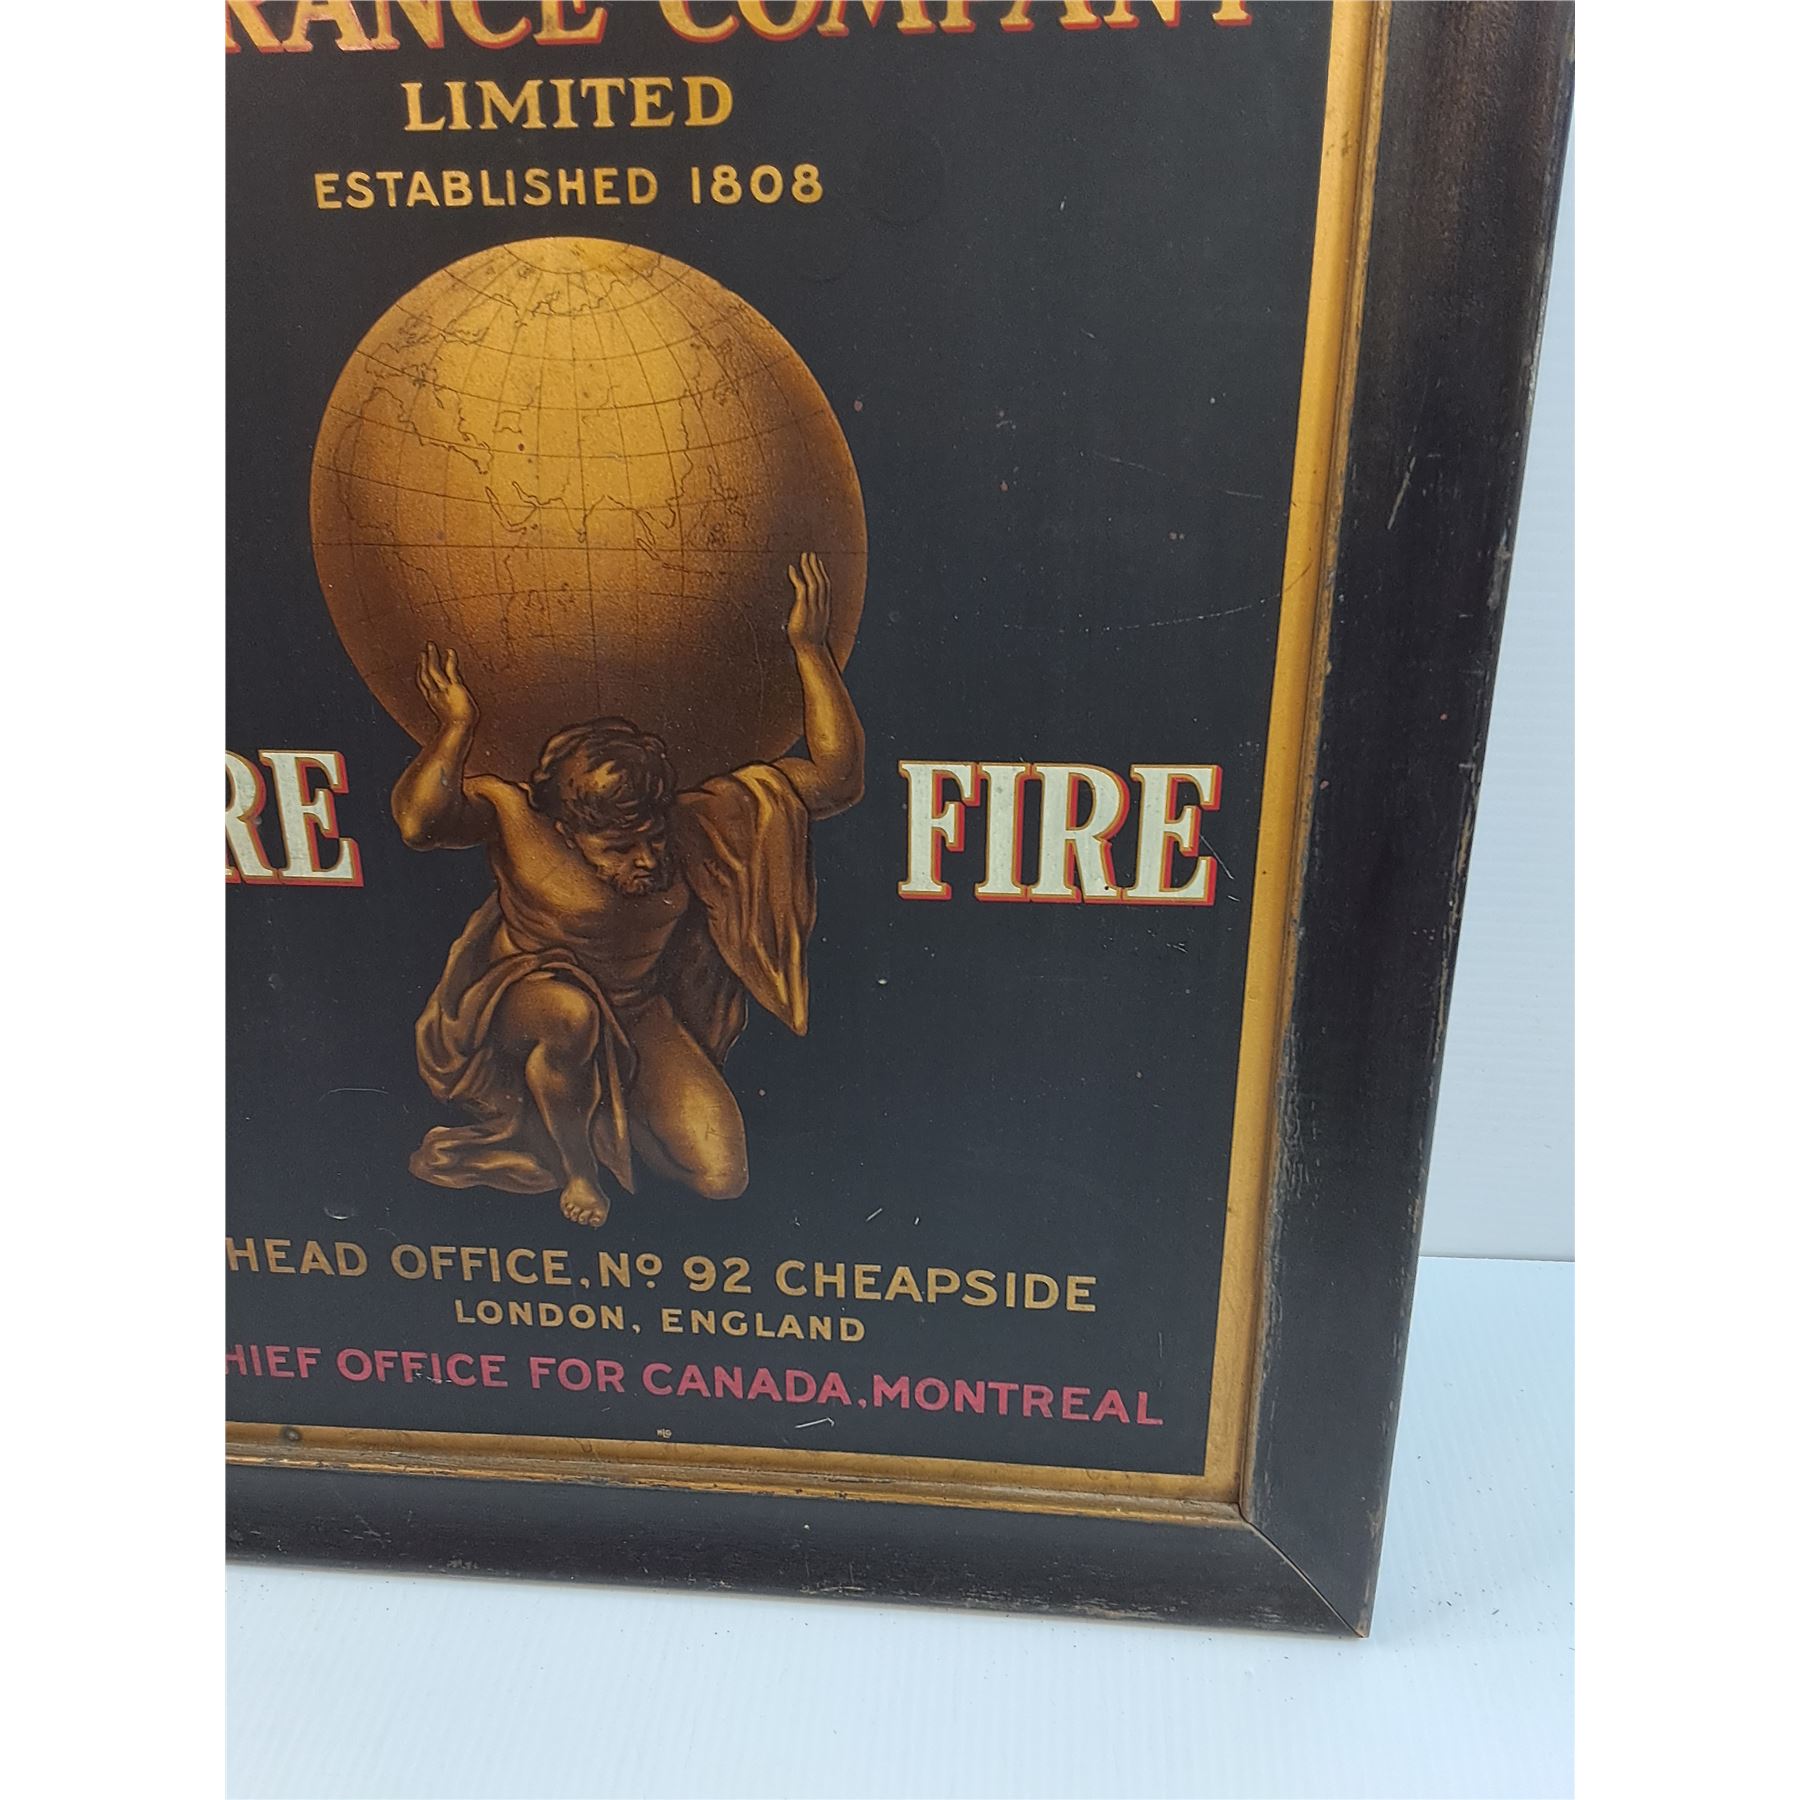 RANCE COMPANY
LIMITED
ESTABLISHED 1808
RE FIRE
HEAD OFFICE, Nº 92 CHEAPSIDE
LONDON, ENGLAND
HIEF OFFICE FOR CANADA, MONTREAL